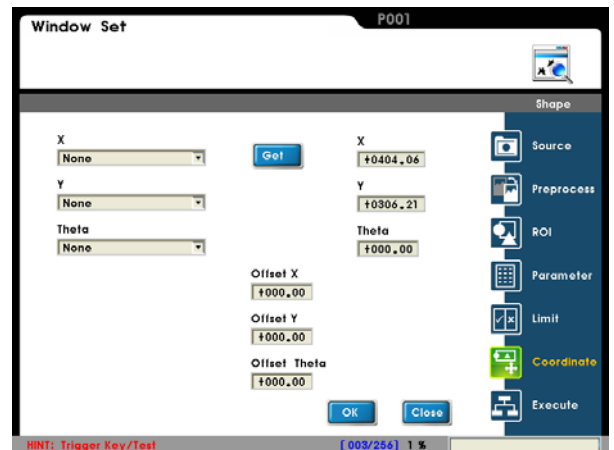 Window Set
P001
Shape
X
None
Get
X
+0404.06
Y
None
Y
+0306.21
Theta
None
Theta
+000.00
Offset X
+000.00
Offset Y
+000.00
Offset Theta
+000.00
OK
Close
Source
Preprocess
ROI
Parameter
Limit
Coordinate
Execute
HINT: Trigger Key/Test
[003/256] 1 %